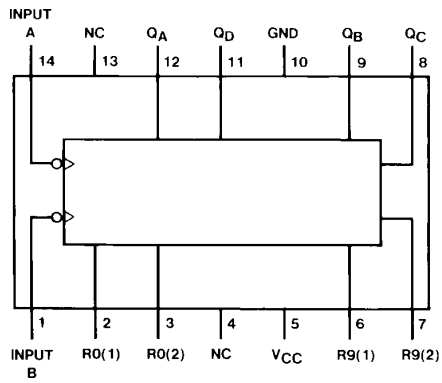 INPUT
A NC QA QD GND QB QC
14 13 12 11 10 9 8
1 2 3 4 5 6 7
INPUT R0(1) R0(2) NC VCC R9(1) R9(2)
B